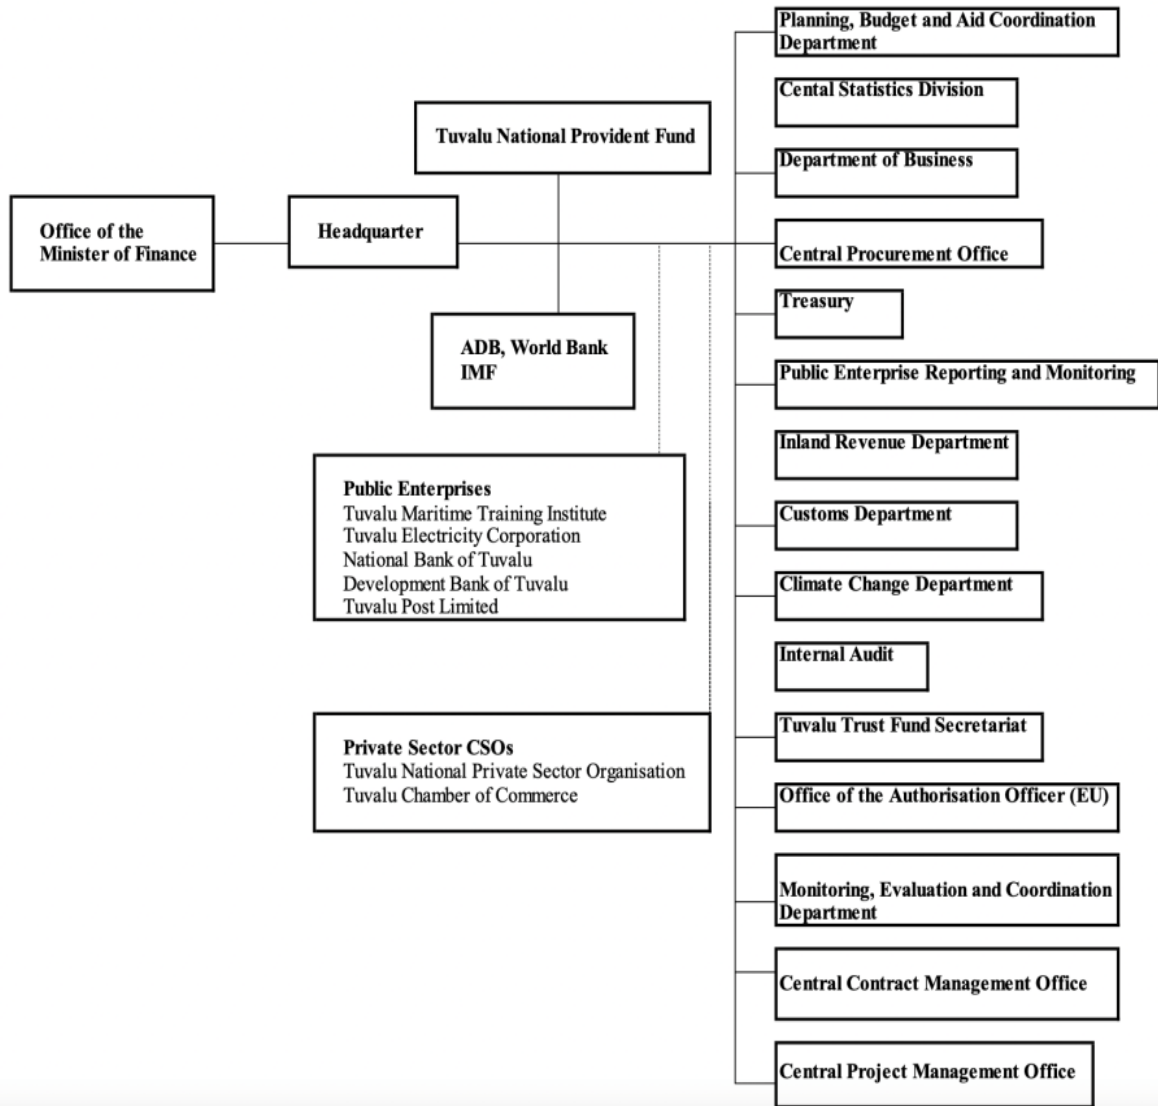 Office of the
Minister of Finance
Headquarter
Tuvalu National Provident Fund
ADB, World Bank
IMF
Public Enterprises
Tuvalu Maritime Training Institute
Tuvalu Electricity Corporation
National Bank of Tuvalu
Development Bank of Tuvalu
Tuvalu Post Limited
Private Sector CSOs
Tuvalu National Private Sector Organisation
Tuvalu Chamber of Commerce
Planning, Budget and Aid Coordination
Department
Cental Statistics Division
Department of Business
Central Procurement Office
Treasury
Public Enterprise Reporting and Monitoring
Inland Revenue Department
Customs Department
Climate Change Department
Internal Audit
Tuvalu Trust Fund Secretariat
Office of the Authorisation Officer (EU)
Monitoring, Evaluation and Coordination
Department
Central Contract Management Office
Central Project Management Office